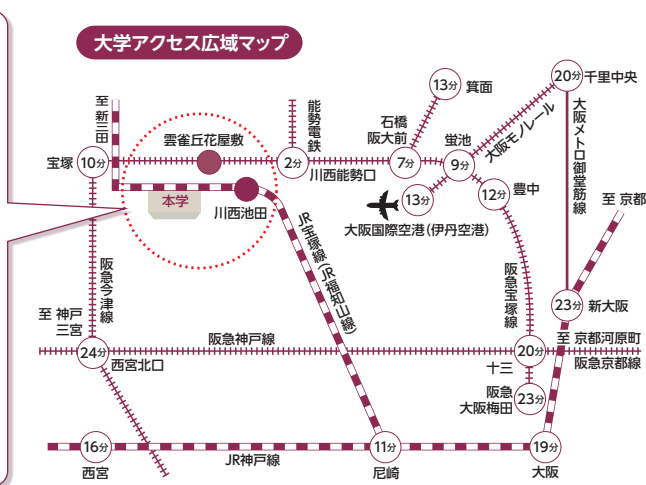 大学アクセス広域マップ
至 新三田
能勢電鉄
13分
箕面
20分
千里中央
石橋
阪大前
蛍池
大阪モノレール
大阪メトロ御堂筋線
雲雀丘花屋敷
宝塚
10分
2分
川西能勢口
7分
9分
12分
豊中
13分
大阪国際空港(伊丹空港)
本学
川西池田
至 京都
JR宝塚線(JR福知山線)
阪急今津線
阪急宝塚線
至 神戸
三宮
23分
新大阪
阪急神戸線
至 京都河原町
24分
西宮北口
20分
十三
阪急京都線
阪急
大阪梅田
23分
16分
西宮
JR神戸線
11分
尼崎
19分
大阪